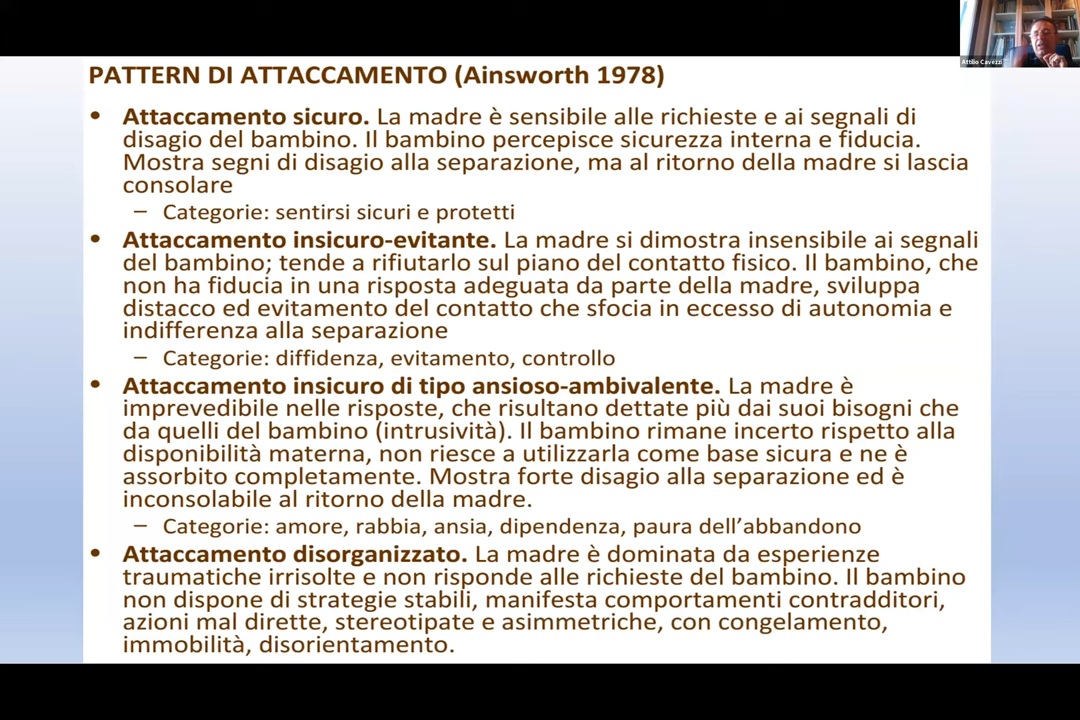 Attilio Cavezzi
PATTERN DI ATTACCAMENTO (Ainsworth 1978)
• Attaccamento sicuro. La madre è sensibile alle richieste e ai segnali di
disagio del bambino. Il bambino percepisce sicurezza interna e fiducia.
Mostra segni di disagio alla separazione, ma al ritorno della madre si lascia
consolare
– Categorie: sentirsi sicuri e protetti
• Attaccamento insicuro-evitante. La madre si dimostra insensibile ai segnali
del bambino; tende a rifiutarlo sul piano del contatto fisico. Il bambino, che
non ha fiducia in una risposta adeguata da parte della madre, sviluppa
distacco ed evitamento del contatto che sfocia in eccesso di autonomia e
indifferenza alla separazione
– Categorie: diffidenza, evitamento, controllo
• Attaccamento insicuro di tipo ansioso-ambivalente. La madre è
imprevedibile nelle risposte, che risultano dettate più dai suoi bisogni che
da quelli del bambino (intrusività). Il bambino rimane incerto rispetto alla
disponibilità materna, non riesce a utilizzarla come base sicura e ne è
assorbito completamente. Mostra forte disagio alla separazione ed è
inconsolabile al ritorno della madre.
– Categorie: amore, rabbia, ansia, dipendenza, paura dell’abbandono
• Attaccamento disorganizzato. La madre è dominata da esperienze
traumatiche irrisolte e non risponde alle richieste del bambino. Il bambino
non dispone di strategie stabili, manifesta comportamenti contradditori,
azioni mal dirette, stereotipate e asimmetriche, con congelamento,
immobilità, disorientamento.